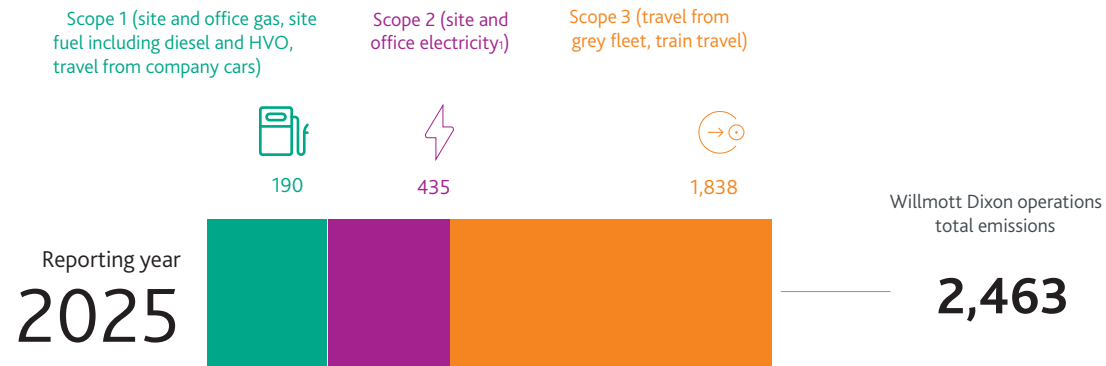 Scope 1 (site and office gas, site
fuel including diesel and HVO,
travel from company cars)
Scope 2 (site and
office electricity1)
Scope 3 (travel from
grey fleet, train travel)
190
435
1,838
Willmott Dixon operations
total emissions
2,463
Reporting year
2025